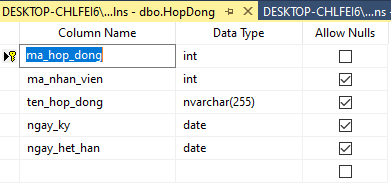 DESKTOP-CHLFEI6\...lns - dbo.HopDong DESKTOP-CHLFEI6\...ns - d
Column Name Data Type Allow Nulls
ma_hop_dong int
ma_nhan_vien int
ten_hop_dong nvarchar(255)
ngay_ky date
ngay_het_han date